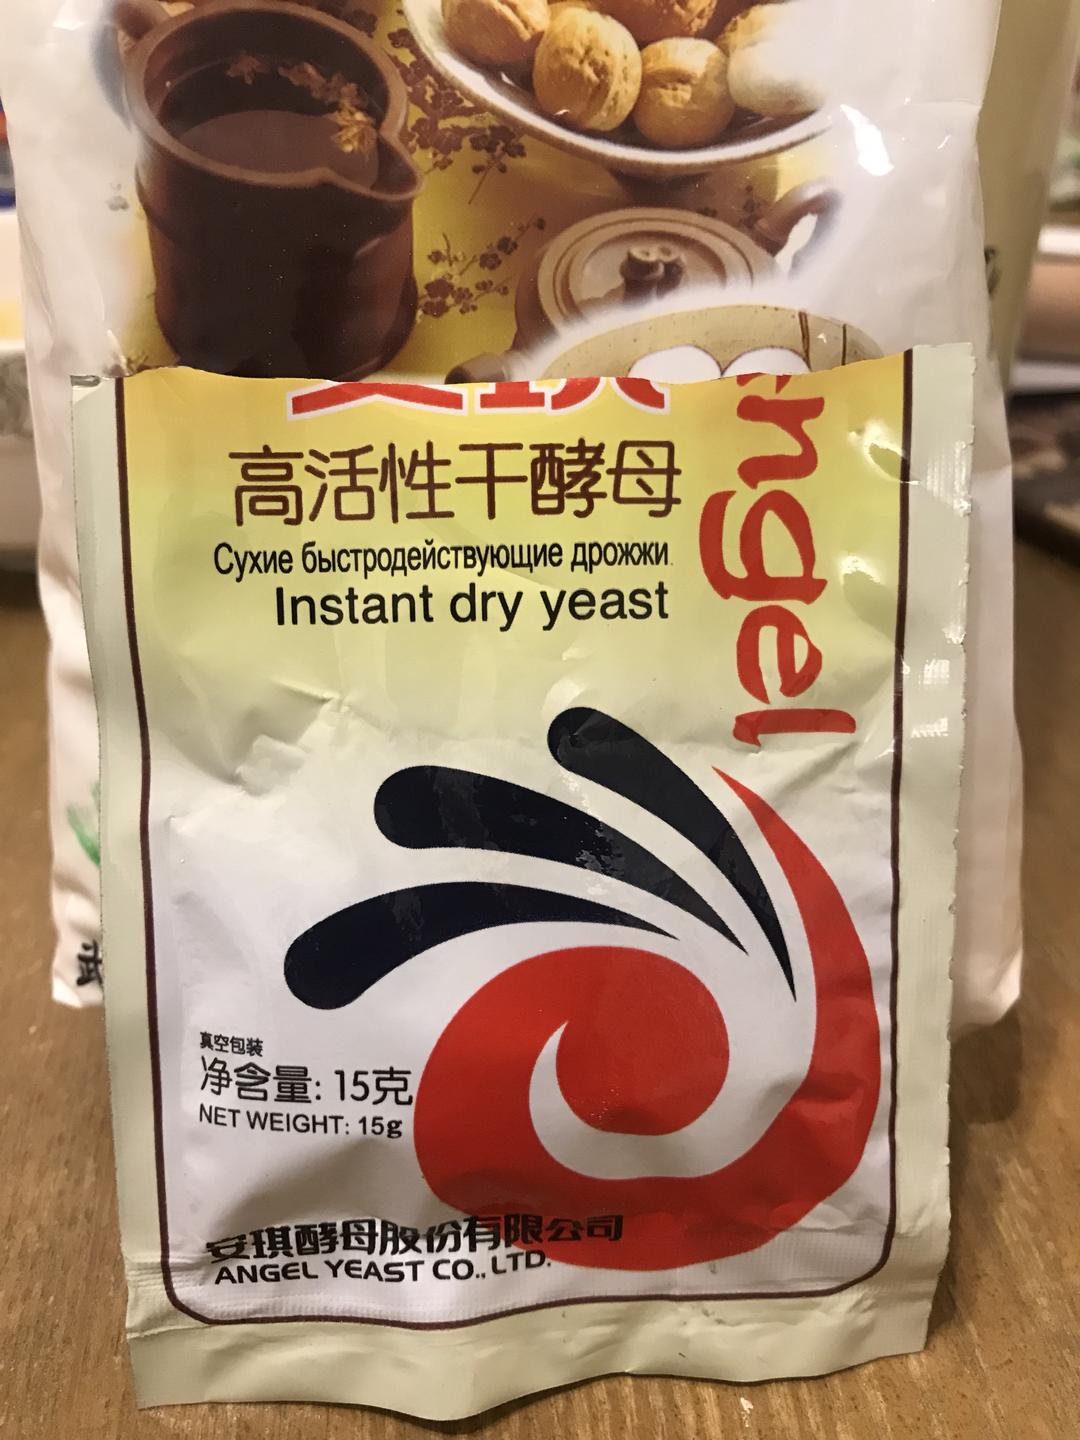 高活性干酵母
Сухие быстродействующие дрожжи
Instant dry yeast
angel
真空包装
净含量: 15克
NET WEIGHT: 15g
安琪酵母股份有限公司
ANGEL YEAST CO., LTD.